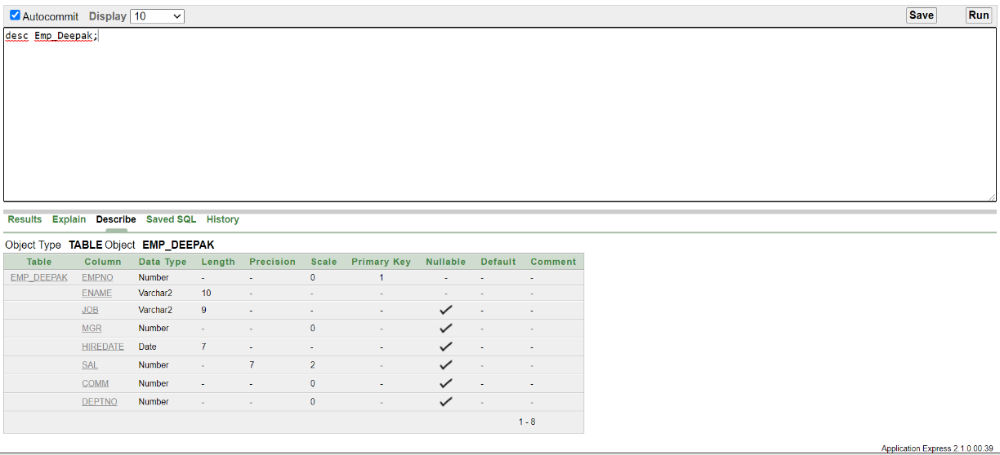 Autocommit Display 10 Save Run
desc Emp_Deepak;
Results Explain Describe Saved SQL History
Object Type TABLE Object EMP_DEEPAK
Table Column Data Type Length Precision Scale Primary Key Nullable Default Comment
EMP_DEEPAK EMPNO Number - - 0 1 - - -
ENAME Varchar2 10 - - - - - -
JOB Varchar2 9 - - - - -
MGR Number - - 0 - - -
HIREDATE Date 7 - - - - -
SAL Number - 7 2 - - -
COMM Number - - 0 - - -
DEPTNO Number - - 0 - - -
1 - 8
Application Express 2.1.0.00.39